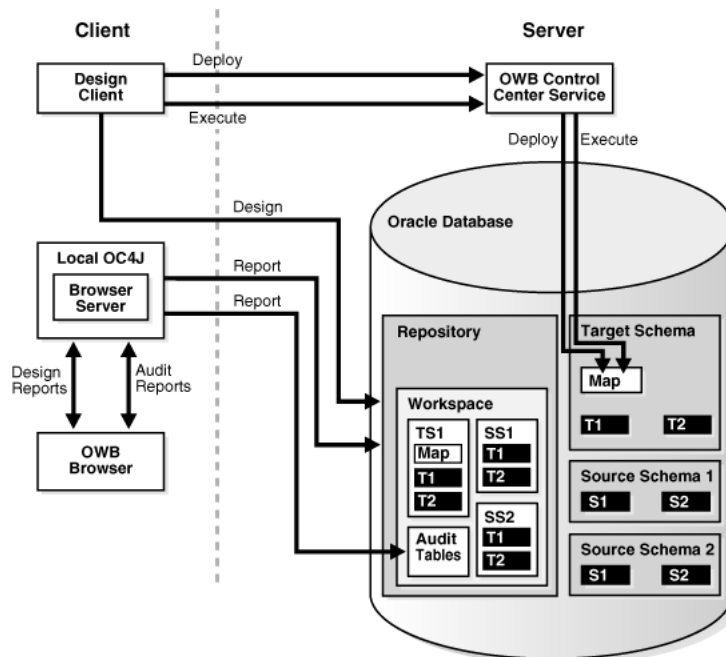 Client
Server
Deploy
Design
Client
OWB Control
Center Service
Execute
Deploy
Execute
Design
Oracle Database
Local OC4J
Browser
Server
Report
Report
Repository
Target Schema
Map
T1
T2
Design
Reports
Audit
Reports
OWB
Browser
Workspace
TS1
Map
T1
T2
SS1
T1
T2
Audit
Tables
SS2
T1
T2
Source Schema 1
S1
S2
Source Schema 2
S1
S2